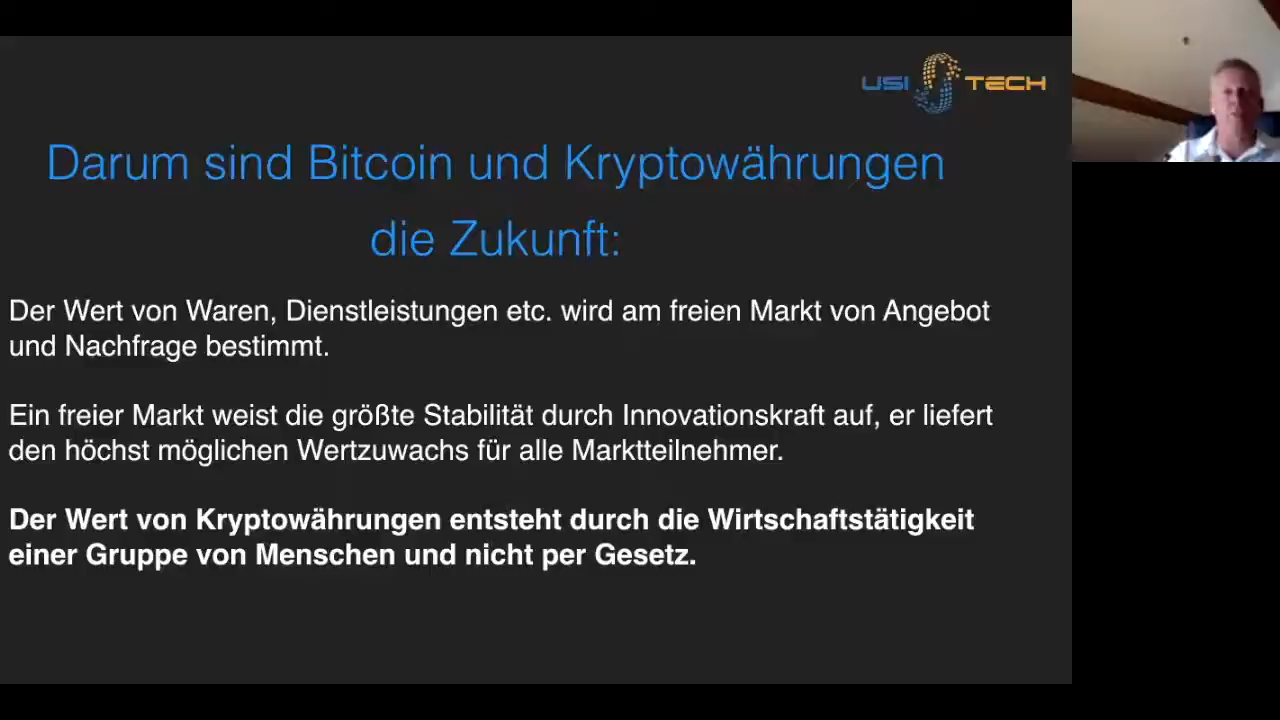 USI TECH
Darum sind Bitcoin und Kryptowährungen
die Zukunft:
Der Wert von Waren, Dienstleistungen etc. wird am freien Markt von Angebot
und Nachfrage bestimmt.
Ein freier Markt weist die größte Stabilität durch Innovationskraft auf, er liefert
den höchst möglichen Wertzuwachs für alle Marktteilnehmer.
Der Wert von Kryptowährungen entsteht durch die Wirtschaftstätigkeit
einer Gruppe von Menschen und nicht per Gesetz.